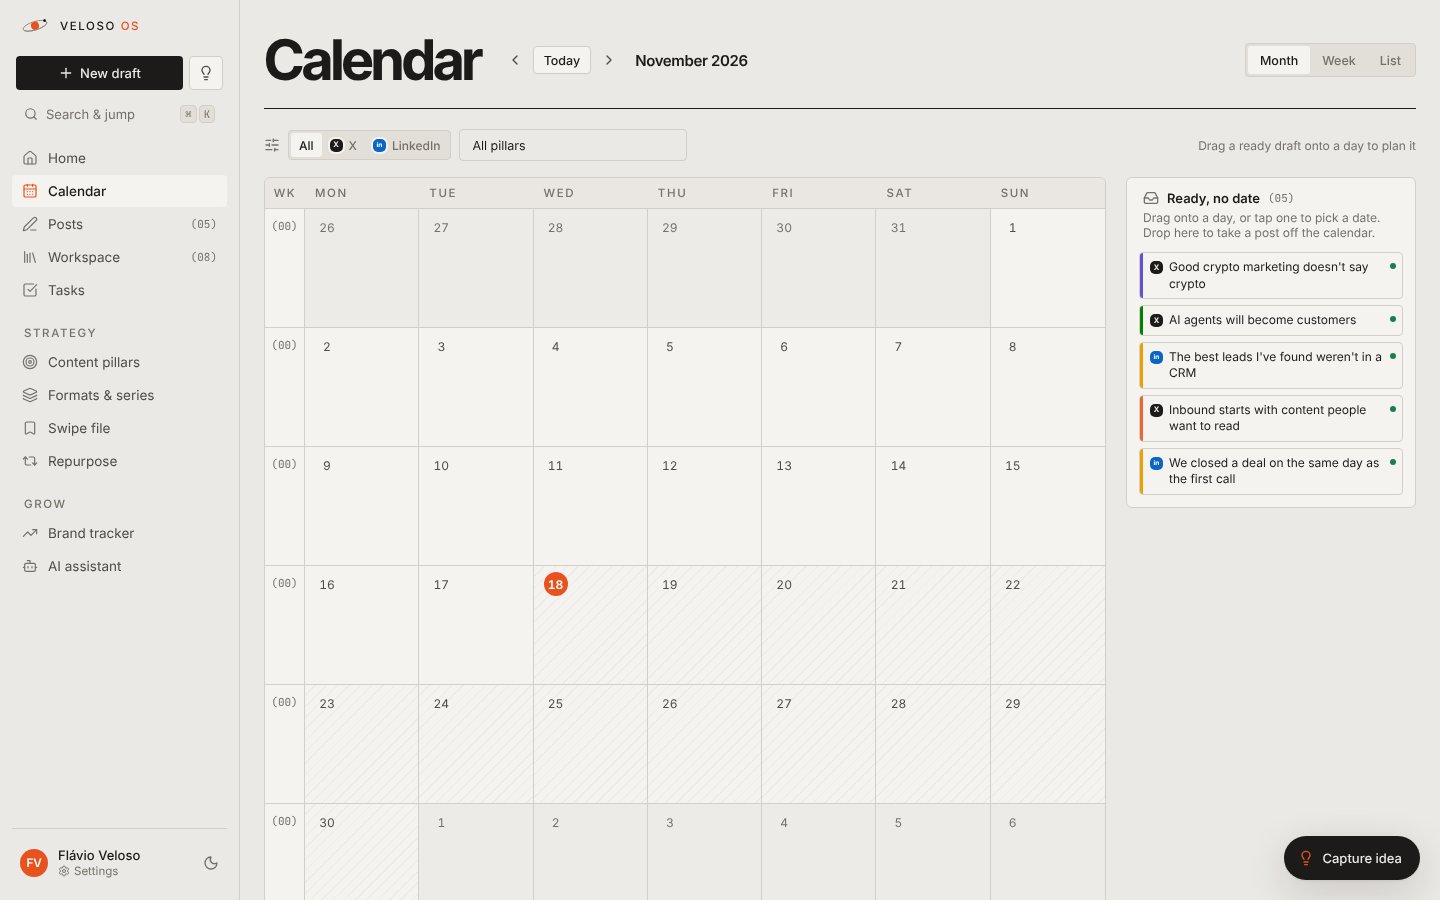 VELOSO OS
New draft
Search & jump ⌘ K
Home
Calendar
Posts (05)
Workspace (08)
Tasks
STRATEGY
Content pillars
Formats & series
Swipe file
Repurpose
GROW
Brand tracker
AI assistant
FV Flávio Veloso
Settings
Calendar
Today
November 2026
Month Week List
All X X in LinkedIn
All pillars
Drag a ready draft onto a day to plan it
WK MON TUE WED THU FRI SAT SUN
(00) 26 27 28 29 30 31 1
(00) 2 3 4 5 6 7 8
(00) 9 10 11 12 13 14 15
(00) 16 17 18 19 20 21 22
(00) 23 24 25 26 27 28 29
(00) 30 1 2 3 4 5 6
Ready, no date (05)
Drag onto a day, or tap one to pick a date.
Drop here to take a post off the calendar.
X Good crypto marketing doesn't say
crypto
X AI agents will become customers
in The best leads I've found weren't in a
CRM
X Inbound starts with content people
want to read
in We closed a deal on the same day as
the first call
Capture idea